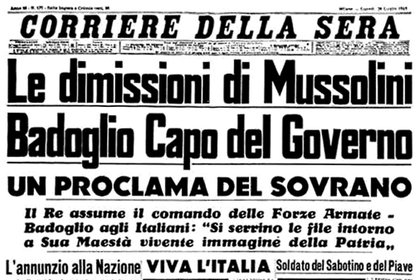 CORRIERE DELLA SERA
Le dimissioni di Mussolini
Badoglio Capo del Governo
UN PROCLAMA DEL SOVRANO
Il Re assume il comando delle Forze Armate -
Badoglio agli Italiani: "Si serrino le file intorno
a Sua Maestà vivente immagine della Patria„
L'annunzio alla Nazione VIVA L'ITALIA Soldato del Sabotino e del Piave